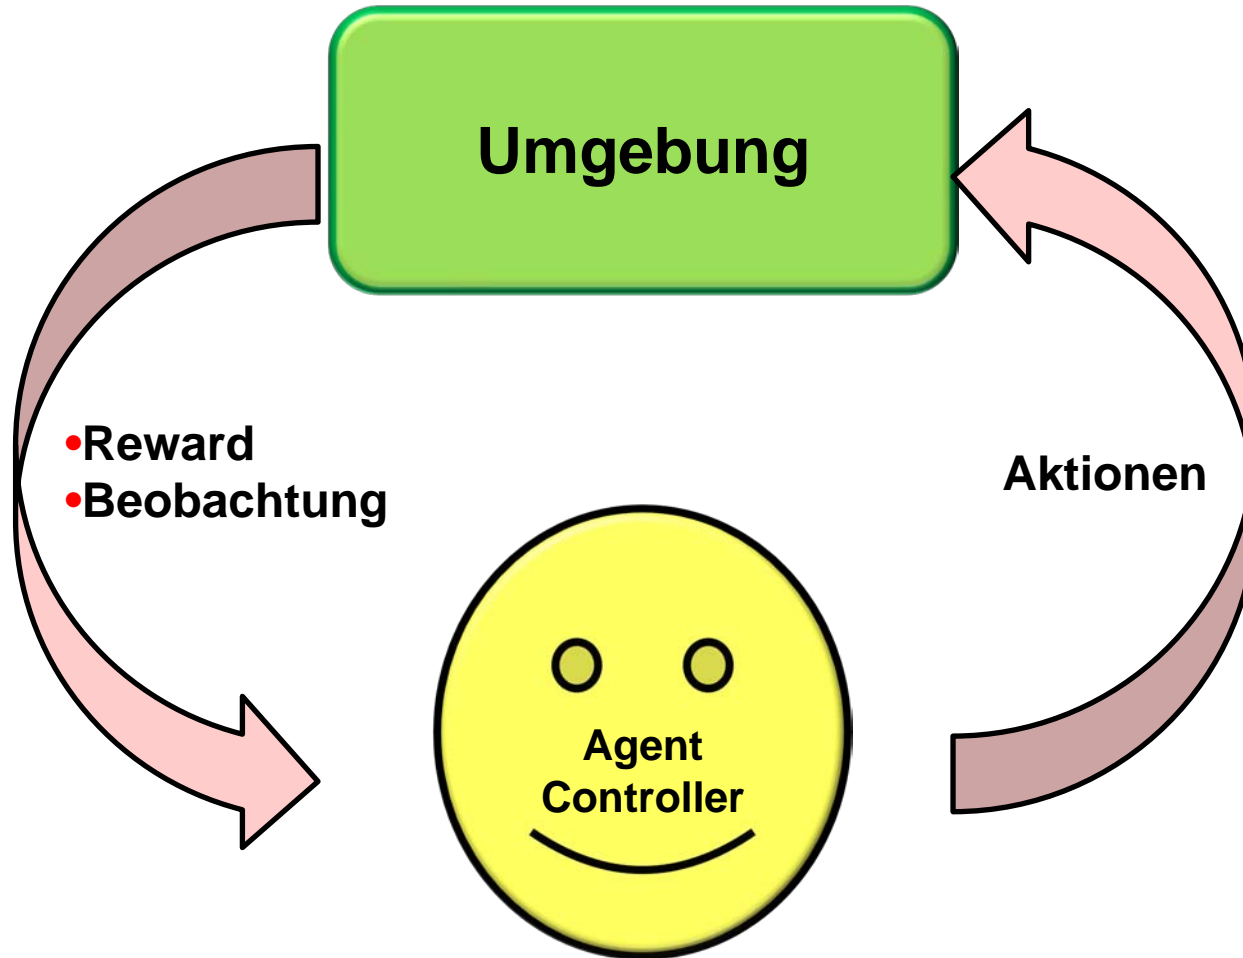 Umgebung
•Reward
•Beobachtung
Aktionen
Agent
Controller